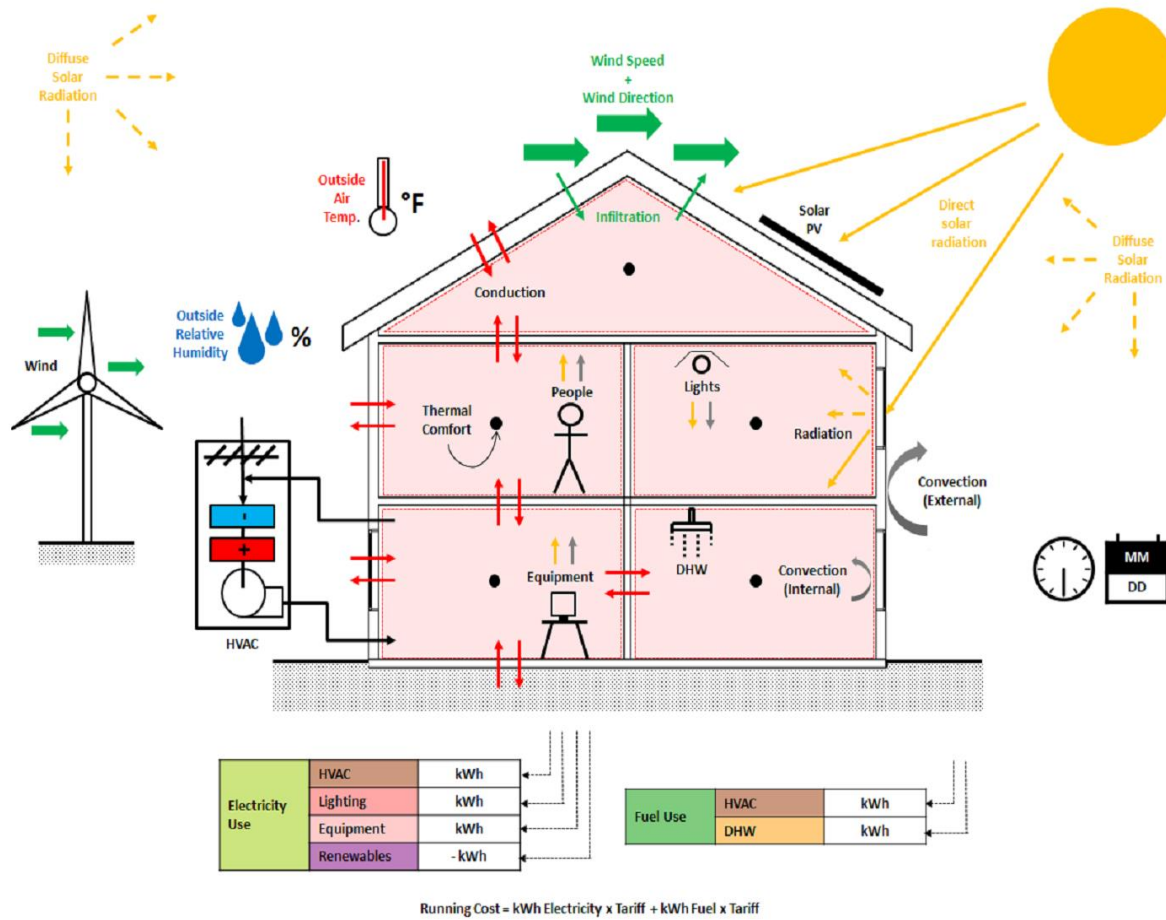 Diffuse
Solar
Radiation
Wind Speed
+
Wind Direction
Outside
Air
Temp.
°F
Infiltration
Solar
PV
Direct
solar
radiation
Diffuse
Solar
Radiation
Conduction
Outside
Relative
Humidity
%
Wind
People
Lights
Thermal
Comfort
Radiation
Convection
(External)
-
+
HVAC
Equipment
DHW
Convection
(Internal)
MM
DD
Electricity
Use
HVAC kWh
Lighting kWh
Equipment kWh
Renewables - kWh
Fuel Use
HVAC kWh
DHW kWh
Running Cost = kWh Electricity x Tariff + kWh Fuel x Tariff